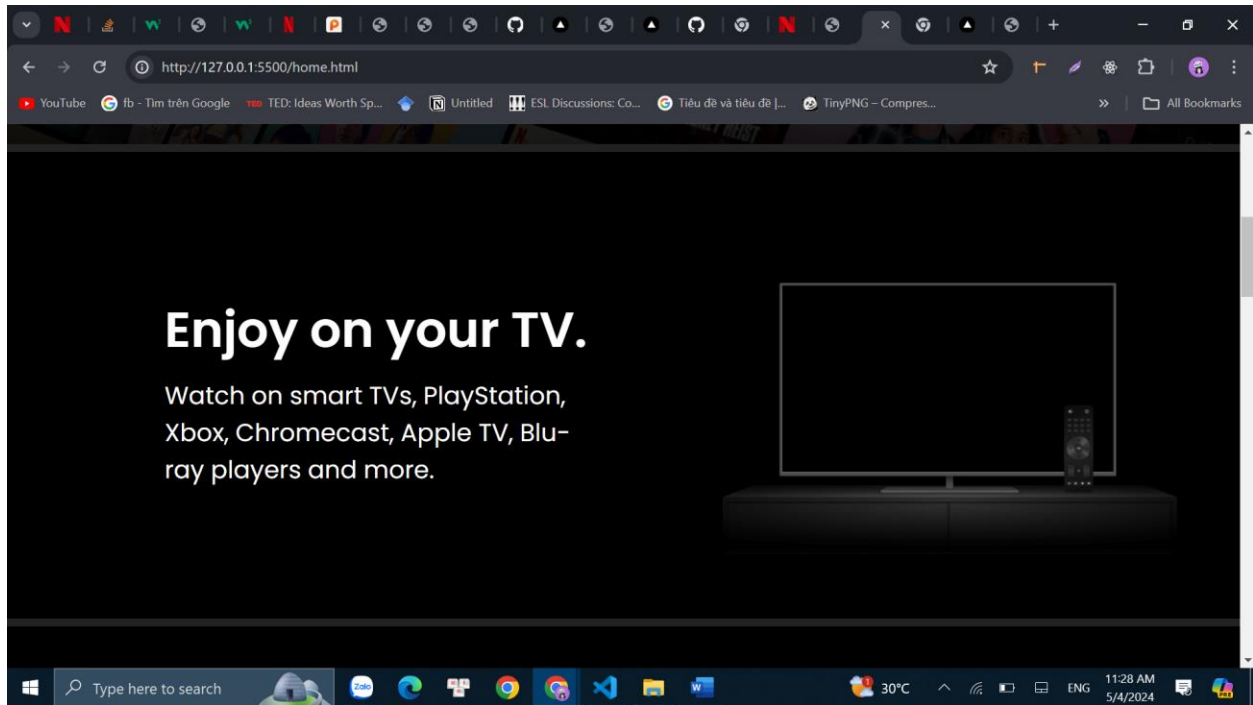 http://127.0.0.1:5500/home.html
YouTube fb - Tìm trên Google TED TED: Ideas Worth Sp... Untitled ESL Discussions: Co... Tiêu đề và tiêu đề |... TinyPNG – Compres... » All Bookmarks
Enjoy on your TV.
Watch on smart TVs, PlayStation,
Xbox, Chromecast, Apple TV, Blu-
ray players and more.
Type here to search Zalo 30°C ENG 11:28 AM
5/4/2024